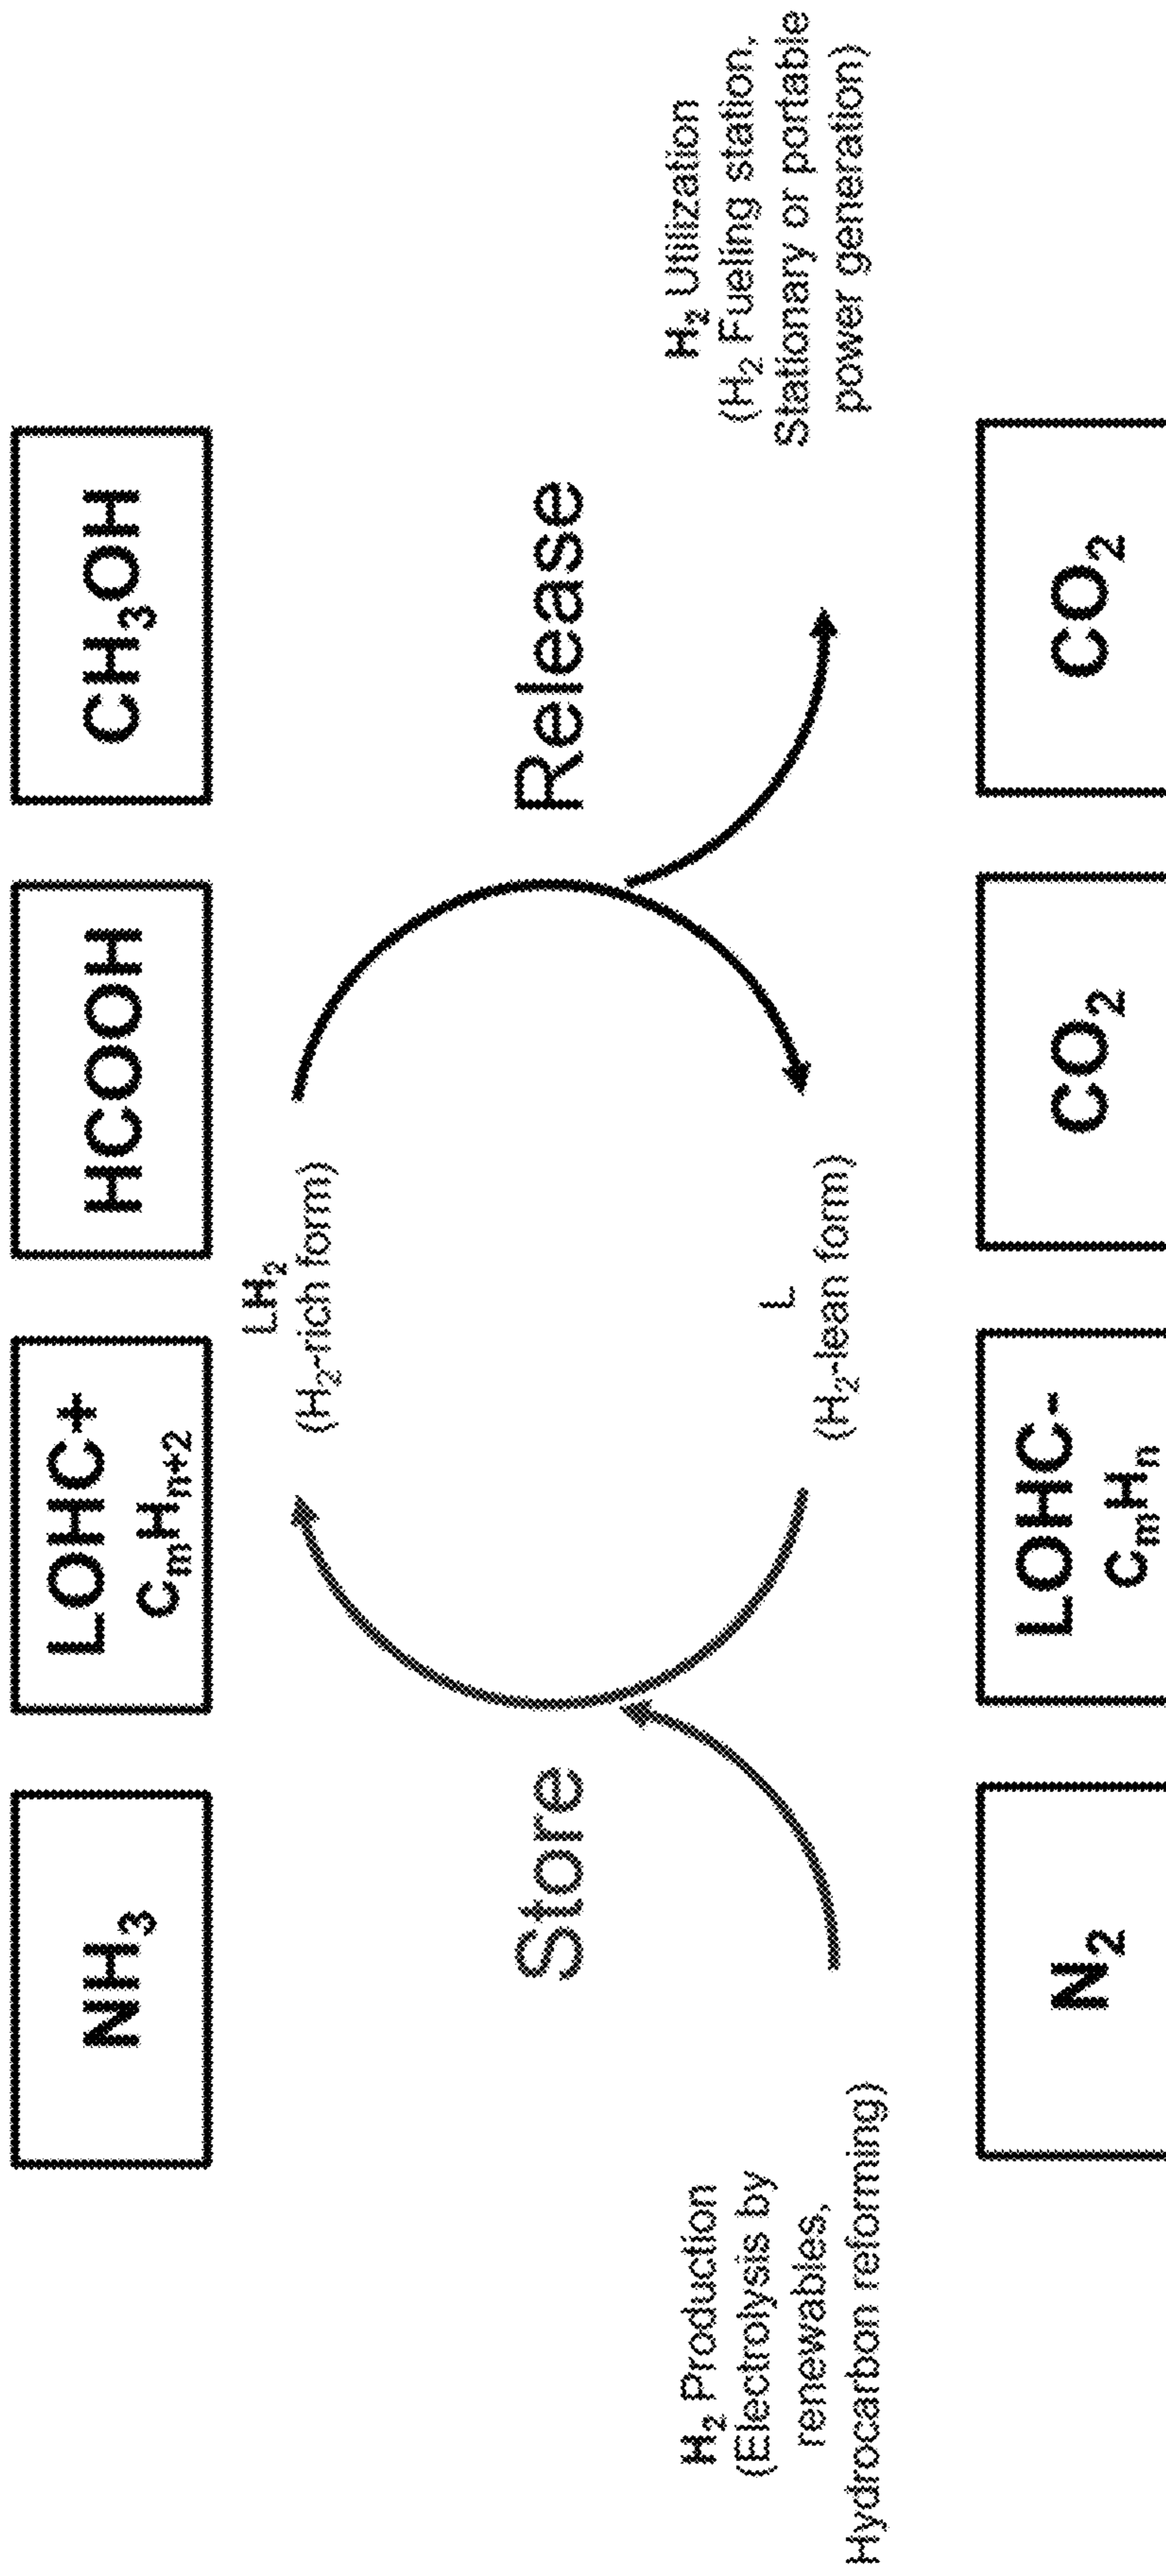 NH₃
LOHC+
CₘHₙ₊₂
HCOOH
CH₃OH
LH₂
(H₂-rich form)
Store
Release
H₂ Production
(Electrolysis by
renewables,
Hydrocarbon reforming)
L
(H₂-lean form)
H₂ Utilization
(H₂ Fueling station,
Stationary or portable
power generation)
N₂
LOHC-
CₘHₙ
CO₂
CO₂